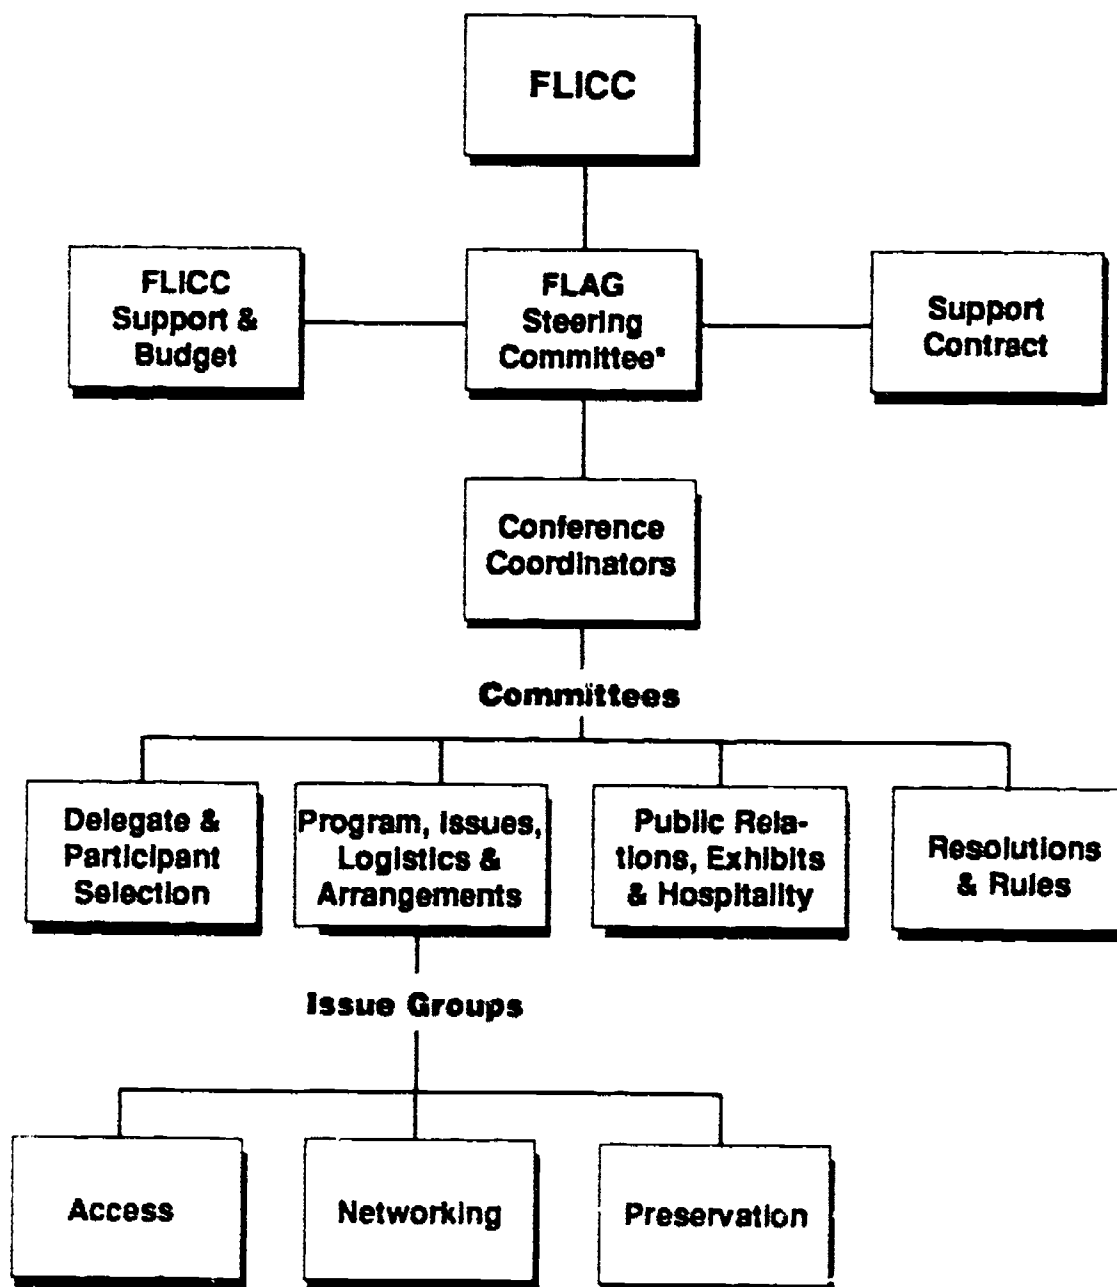 FLICC
FLICC
Support &
Budget
FLAG
Steering
Committee*
Support
Contract
Conference
Coordinators
Committees
Delegate &
Participant
Selection
Program, Issues,
Logistics &
Arrangements
Public Rela-
tions, Exhibits
& Hospitality
Resolutions
& Rules
Issue Groups
Access
Networking
Preservation